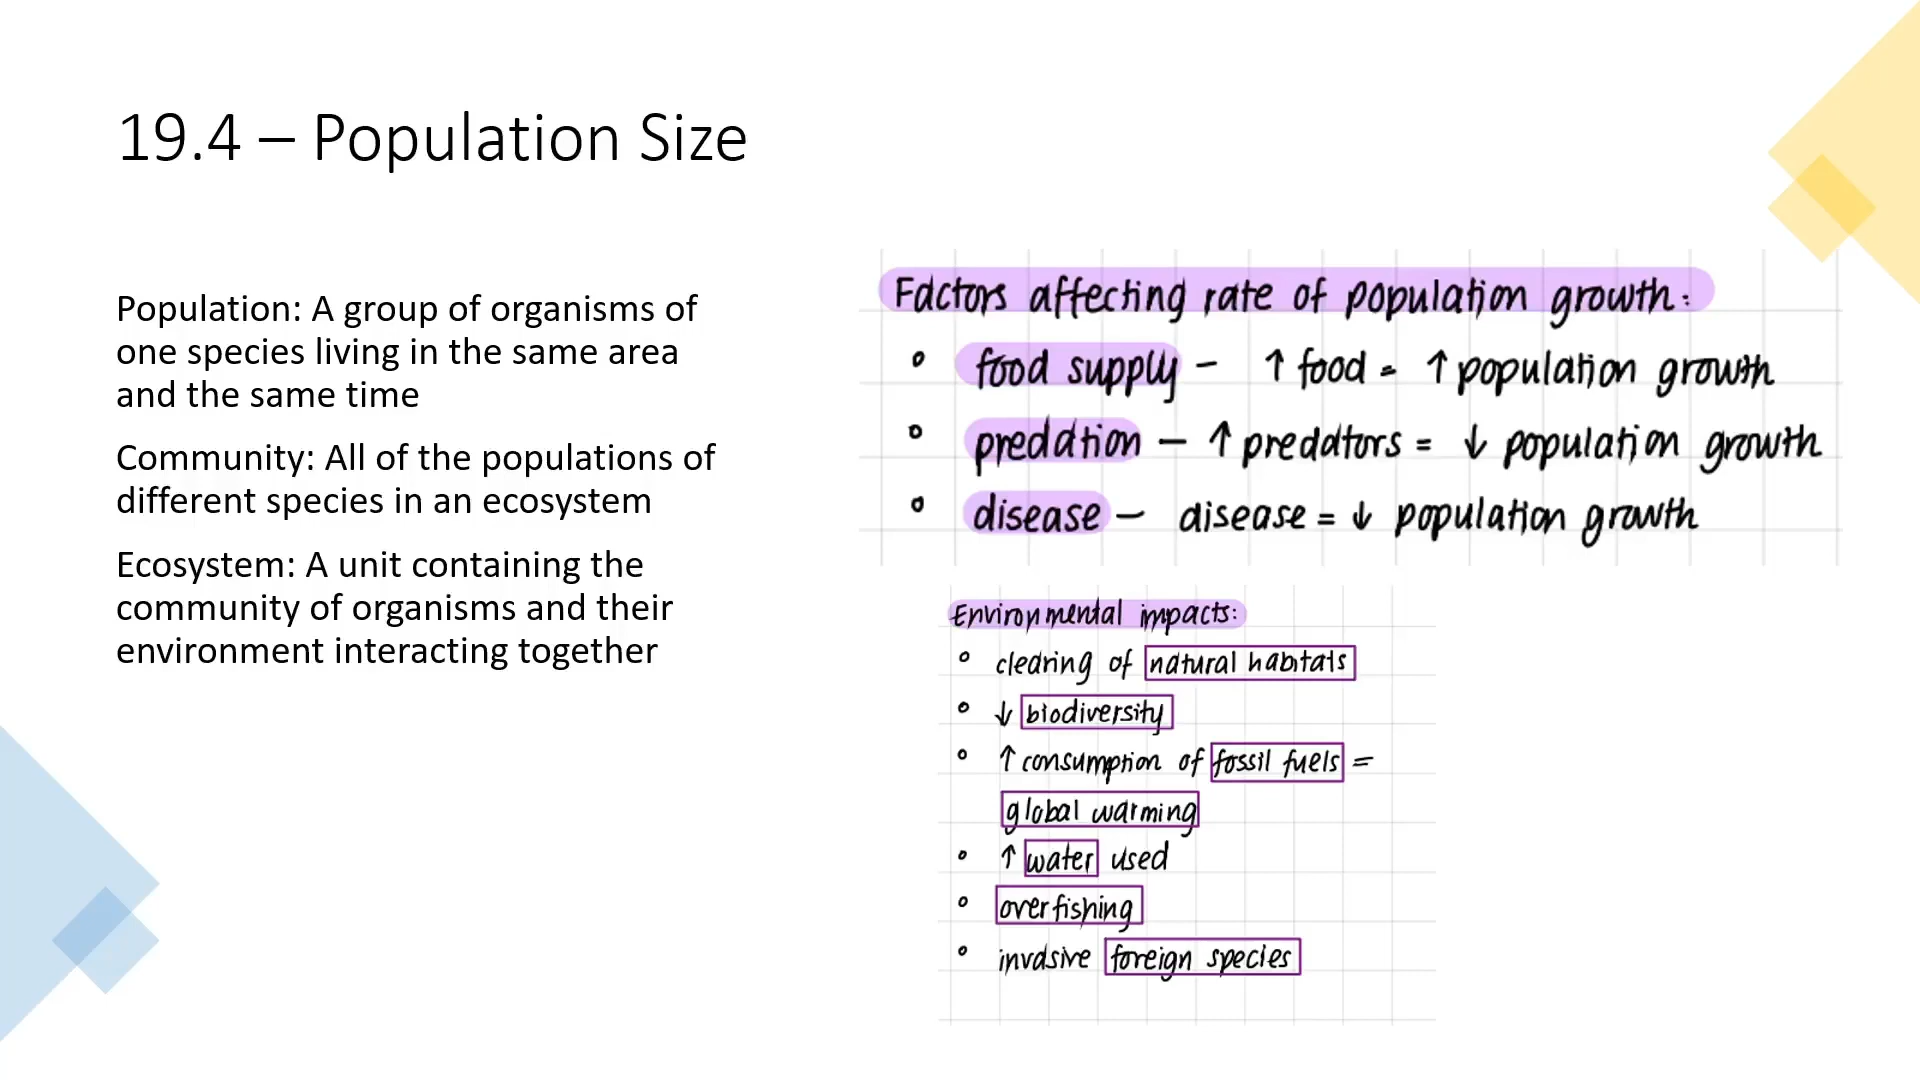 19.4 – Population Size
Population: A group of organisms of
one species living in the same area
and the same time
Community: All of the populations of
different species in an ecosystem
Ecosystem: A unit containing the
community of organisms and their
environment interacting together
Factors affecting rate of population growth:
° food supply – ↑ food = ↑ population growth
° predation – ↑ predators = ↓ population growth
° disease – disease = ↓ population growth
Environmental impacts:
° clearing of natural habitats
° ↓ biodiversity
° ↑ consumption of fossil fuels =
global warming
° ↑ water used
° overfishing
° invasive foreign species